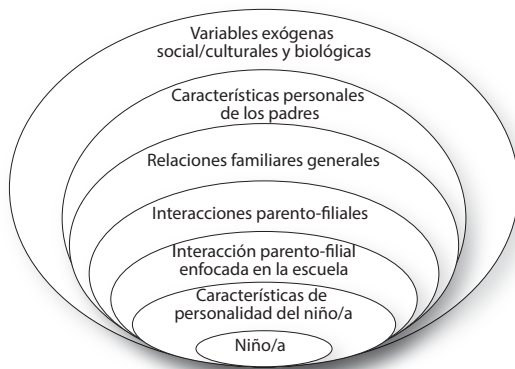 Variables exógenas
social/culturales y biológicas
Características personales
de los padres
Relaciones familiares generales
Interacciones parento-filiales
Interacción parento-filial
enfocada en la escuela
Características de
personalidad del niño/a
Niño/a